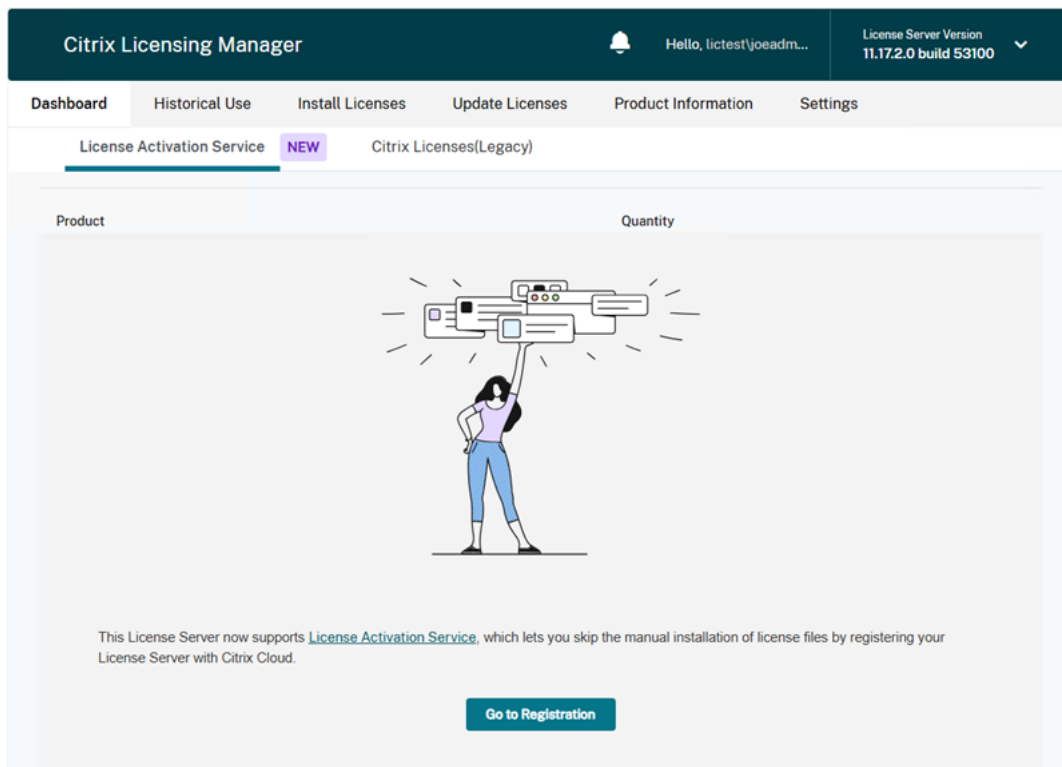 Citrix Licensing Manager
Hello, lictest\joeadm...
License Server Version
11.17.2.0 build 53100
Dashboard Historical Use Install Licenses Update Licenses Product Information Settings
License Activation Service NEW Citrix Licenses(Legacy)
Product Quantity
This License Server now supports License Activation Service, which lets you skip the manual installation of license files by registering your
License Server with Citrix Cloud.
Go to Registration